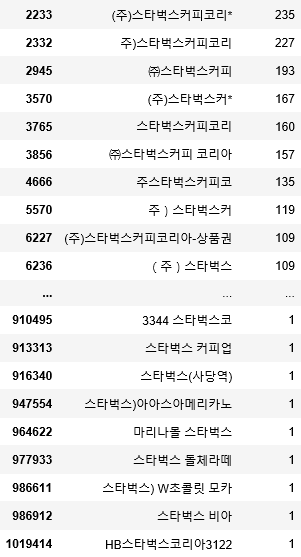 2233 (주)스타벅스커피코리* 235
2332 주)스타벅스커피코리 227
2945 ㈜스타벅스커피 193
3570 (주)스타벅스커* 167
3765 스타벅스커피코리 160
3856 ㈜스타벅스커피 코리아 157
4666 주스타벅스커피코 135
5570 주 ) 스타벅스커 119
6227 (주)스타벅스커피코리아-상품권 109
6236 ( 주 ) 스타벅스 109
... ... ...
910495 3344 스타벅스코 1
913313 스타벅스 커피업 1
916340 스타벅스(사당역) 1
947554 스타벅스)아아스아메리카노 1
964622 마리나몰 스타벅스 1
977933 스타벅스 돌체라떼 1
986611 스타벅스) W초콜릿 모카 1
986912 스타벅스 비아 1
1019414 HB스타벅스코리아3122 1